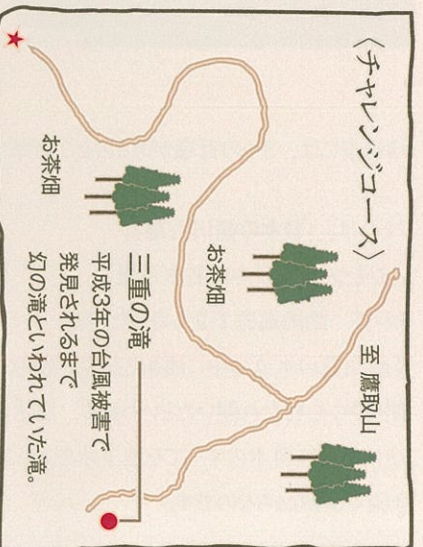 〈チャレンジコース〉
至 鷹取山
お茶畑
お茶畑
三重の滝
平成3年の台風被害で
発見されるまで
幻の滝といわれていた滝。